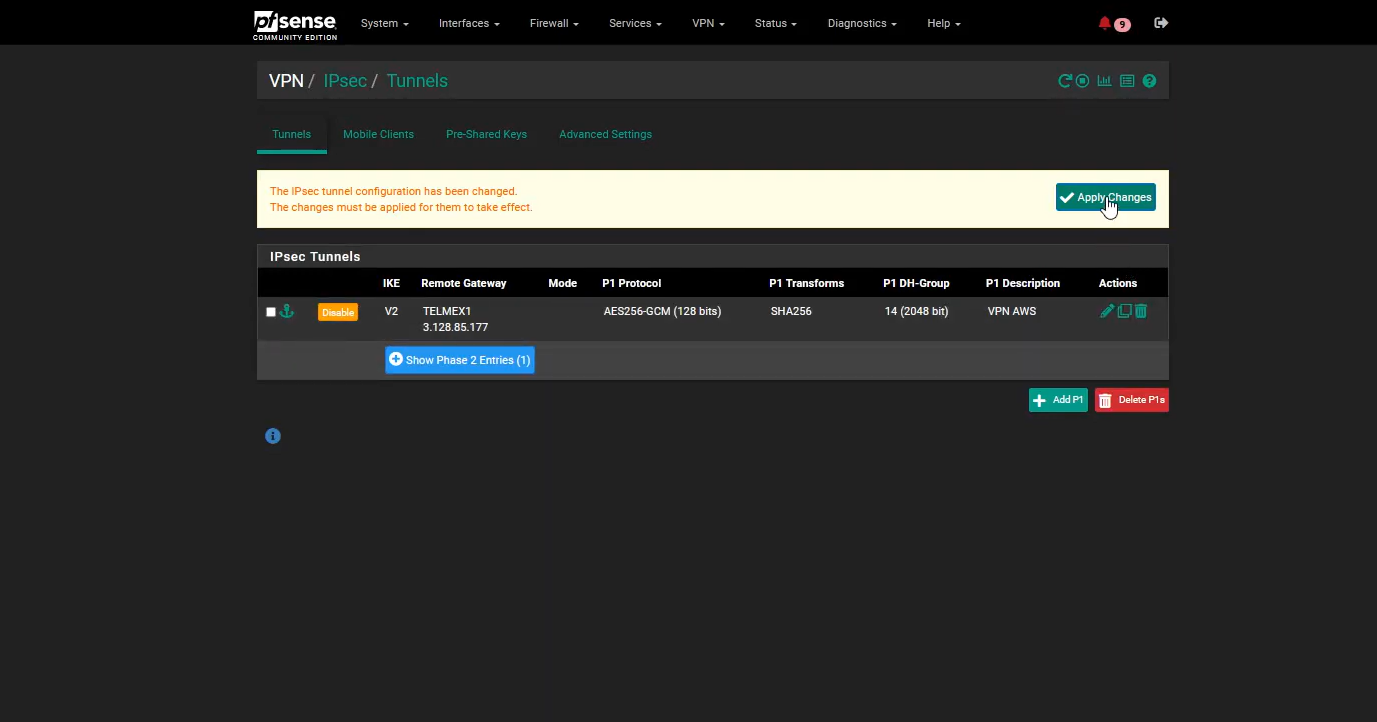 pfsense
COMMUNITY EDITION
System
Interfaces
Firewall
Services
VPN
Status
Diagnostics
Help
9
VPN / IPsec / Tunnels
Tunnels
Mobile Clients
Pre-Shared Keys
Advanced Settings
The IPsec tunnel configuration has been changed.
The changes must be applied for them to take effect.
Apply Changes
IPsec Tunnels
IKE Remote Gateway Mode P1 Protocol P1 Transforms P1 DH-Group P1 Description Actions
Disable V2 TELMEX1 AES256-GCM (128 bits) SHA256 14 (2048 bit) VPN AWS
3.128.85.177
Show Phase 2 Entries (1)
Add P1
Delete P1s